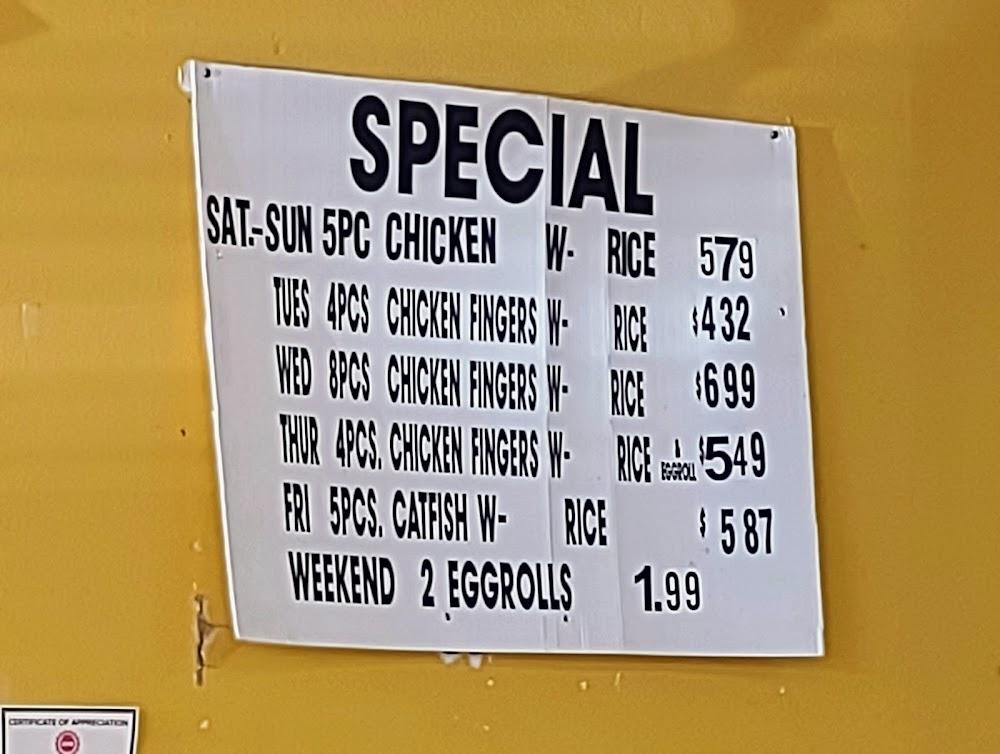 SPECIAL
SAT.-SUN 5PC CHICKEN W- RICE 579
TUES 4PCS CHICKEN FINGERS W- RICE $432
WED 8PCS CHICKEN FINGERS W- RICE $699
THUR 4PCS. CHICKEN FINGERS W- RICE & EGGROLL $549
FRI 5PCS. CATFISH W- RICE $587
WEEKEND 2 EGGROLLS 1.99
CERTIFICATE OF APPRECIATION